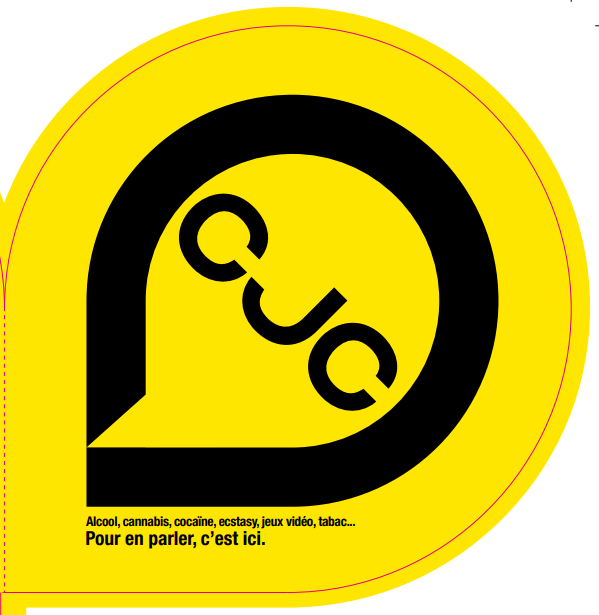 CJC
Alcool, cannabis, cocaïne, ecstasy, jeux vidéo, tabac...
Pour en parler, c’est ici.